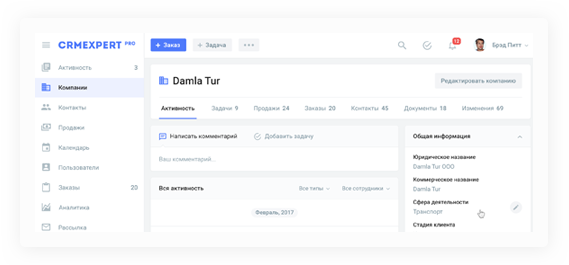 CRMEXPERT PRO
+ Заказ
+ Задача
12
Брэд Питт
Активность 3
Компании
Контакты
Продажи
Календарь
Пользователи
Заказы 20
Аналитика
Рассылка
Damla Tur
Редактировать компанию
Активность
Задачи 9
Продажи 24
Заказы 20
Контакты 45
Документы 18
Изменения 69
Написать комментарий
Добавить задачу
Ваш комментарий...
Вся активность
Все типы
Все сотрудники
Февраль, 2017
Общая информация
Юридическое название
Damla Tur ООО
Коммерческое название
Damla Tur
Сфера деятельности
Транспорт
Стадия клиента